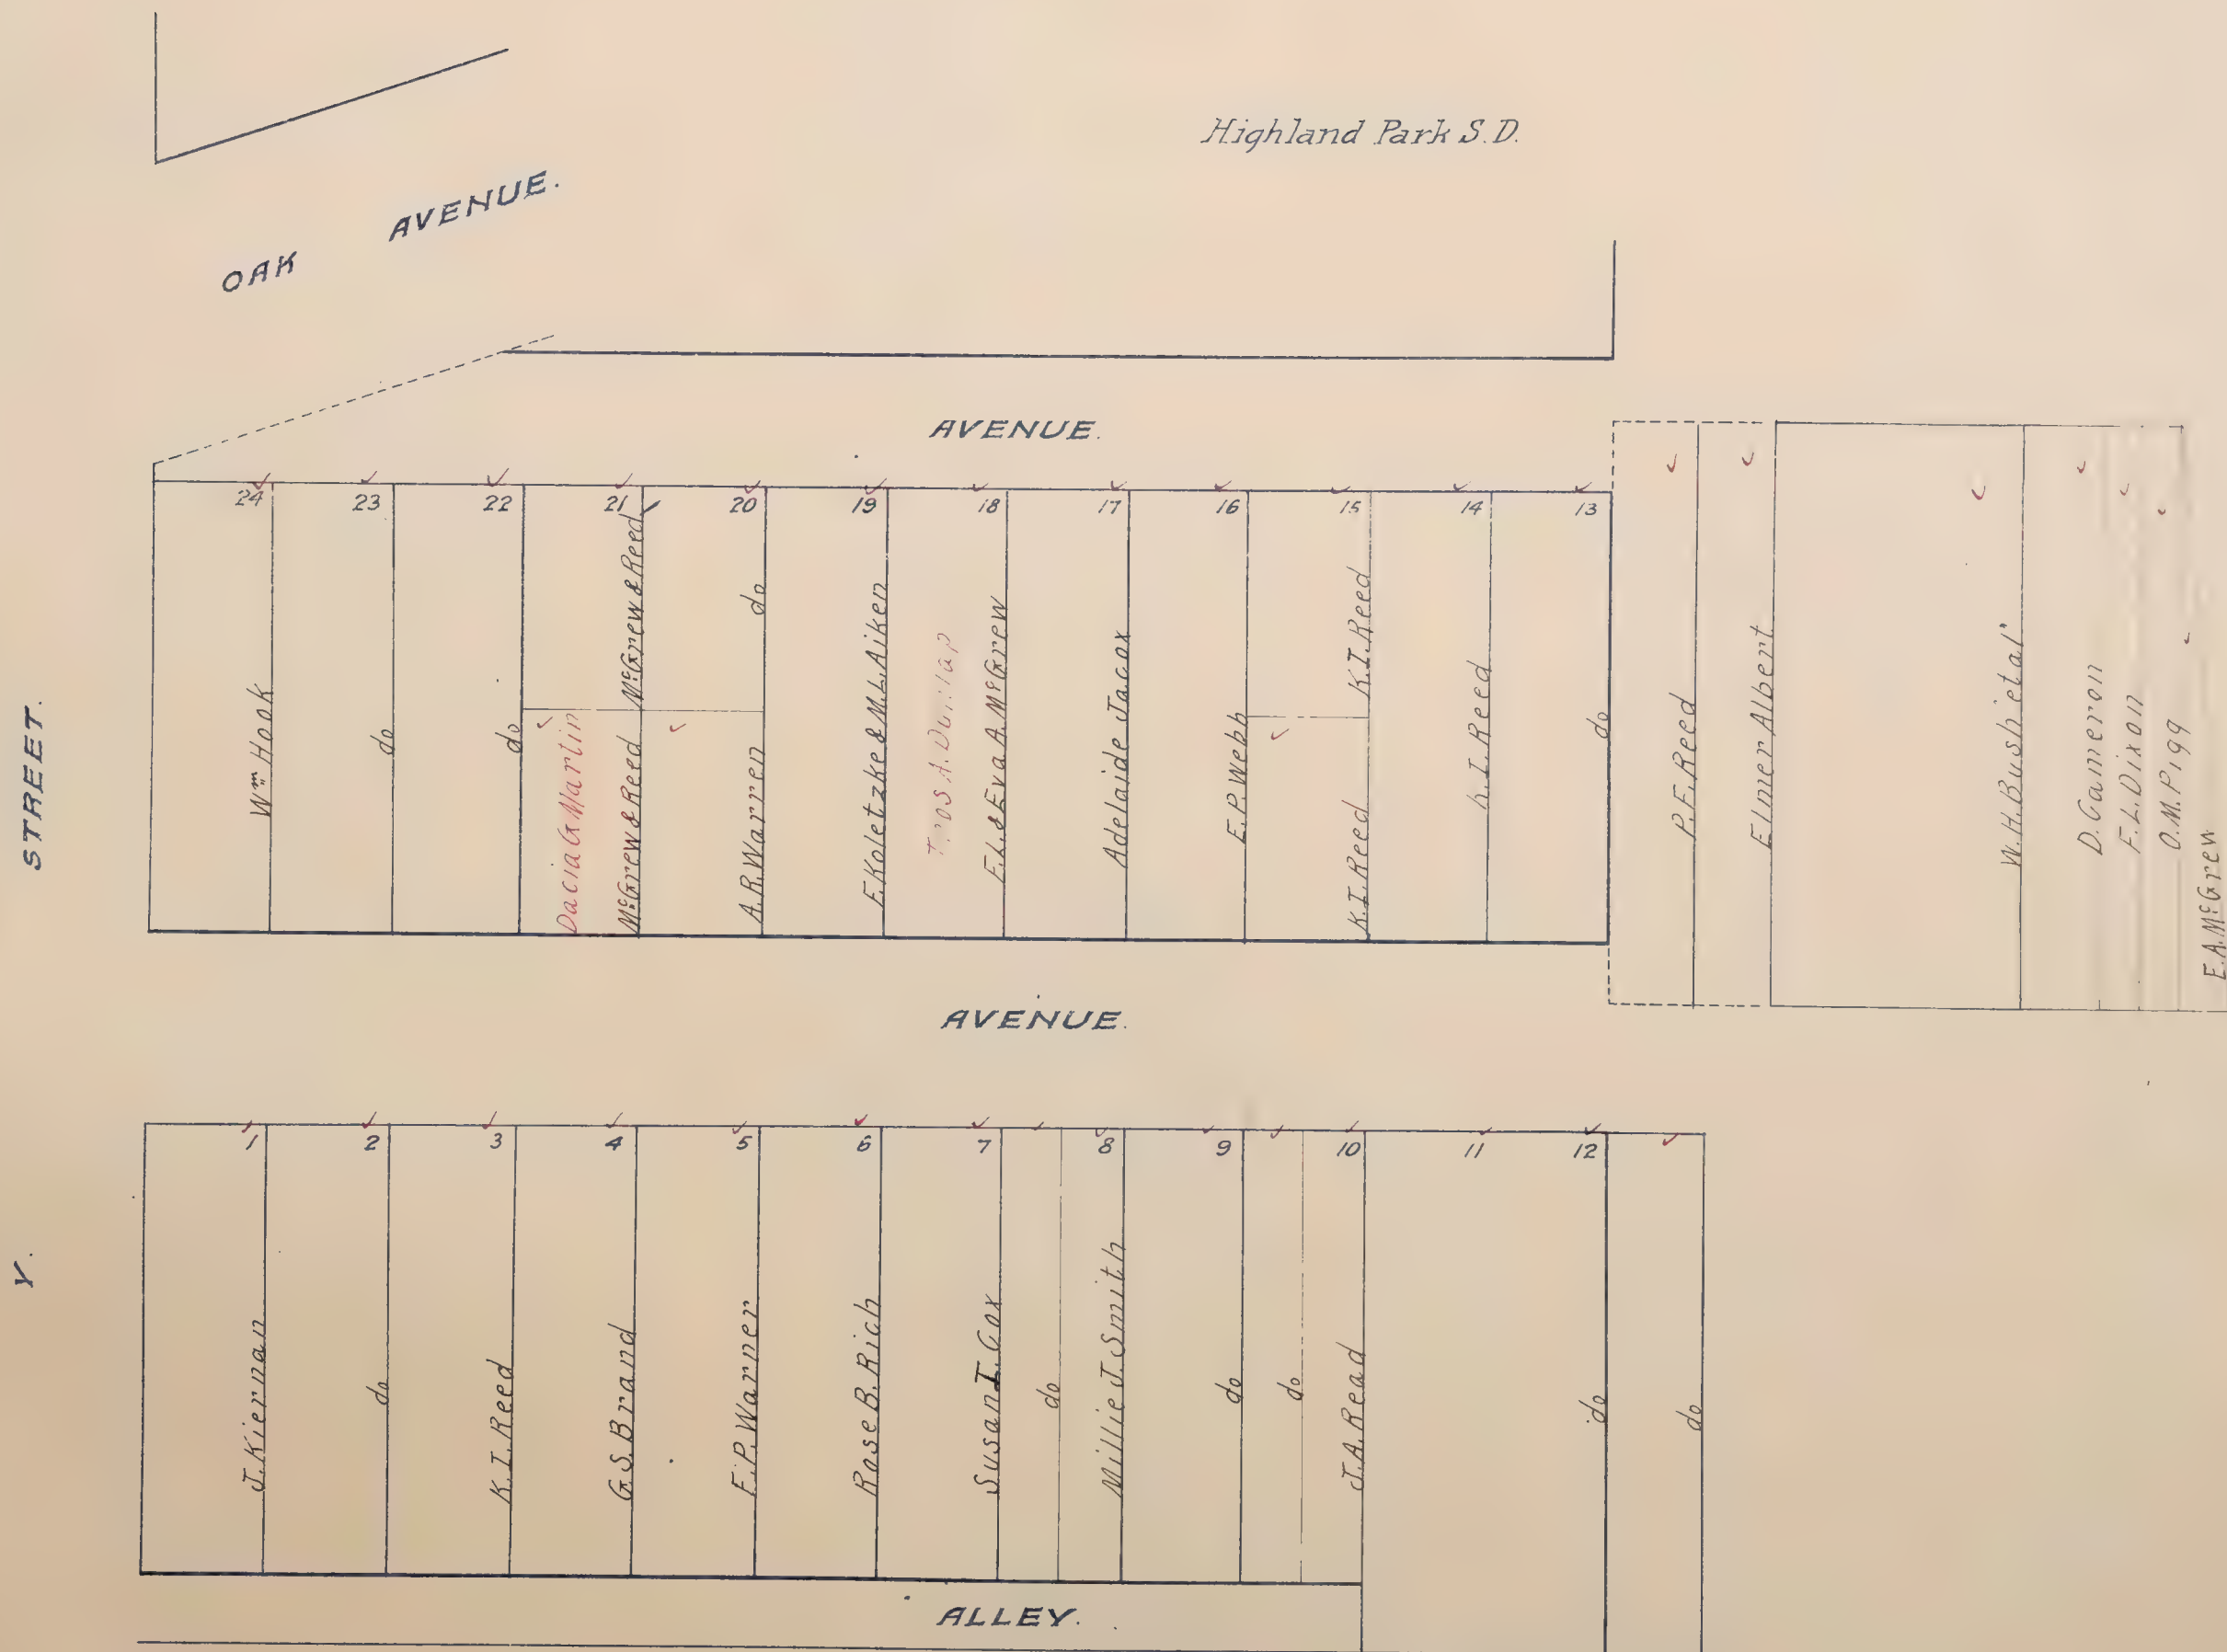 Highland Park S.D.
OAK AVENUE.
AVENUE.
24
23
22
21
20
19
18
17
16
15
14
13
Wm Hook
do
do
Dacia G Martin
McGrew & Reed
McGrew & Reed
do
A.R. Warren
F. Koletzke & M.L. Aiken
A.
E.L. & Eva A. McGrew
Adelaide Jacox
E.P. Webb
K.I. Reed
K.I. Reed
K.I. Reed
do
P.E. Reed
Elmer Albert
W.H. Bush et al
D. Cameron
F.L. Dixon
O.M. Pigg
E.A. McGrew
STREET.
AVENUE.
1
2
3
4
5
6
7
8
9
10
11
12
J. Kiernan
do
K.I. Reed
G.S. Brand
F.P. Warner
Rose B. Rich
Susan I. Cox
do
Millie J. Smith
do
do
J.A. Read
do
do
Y.
ALLEY.